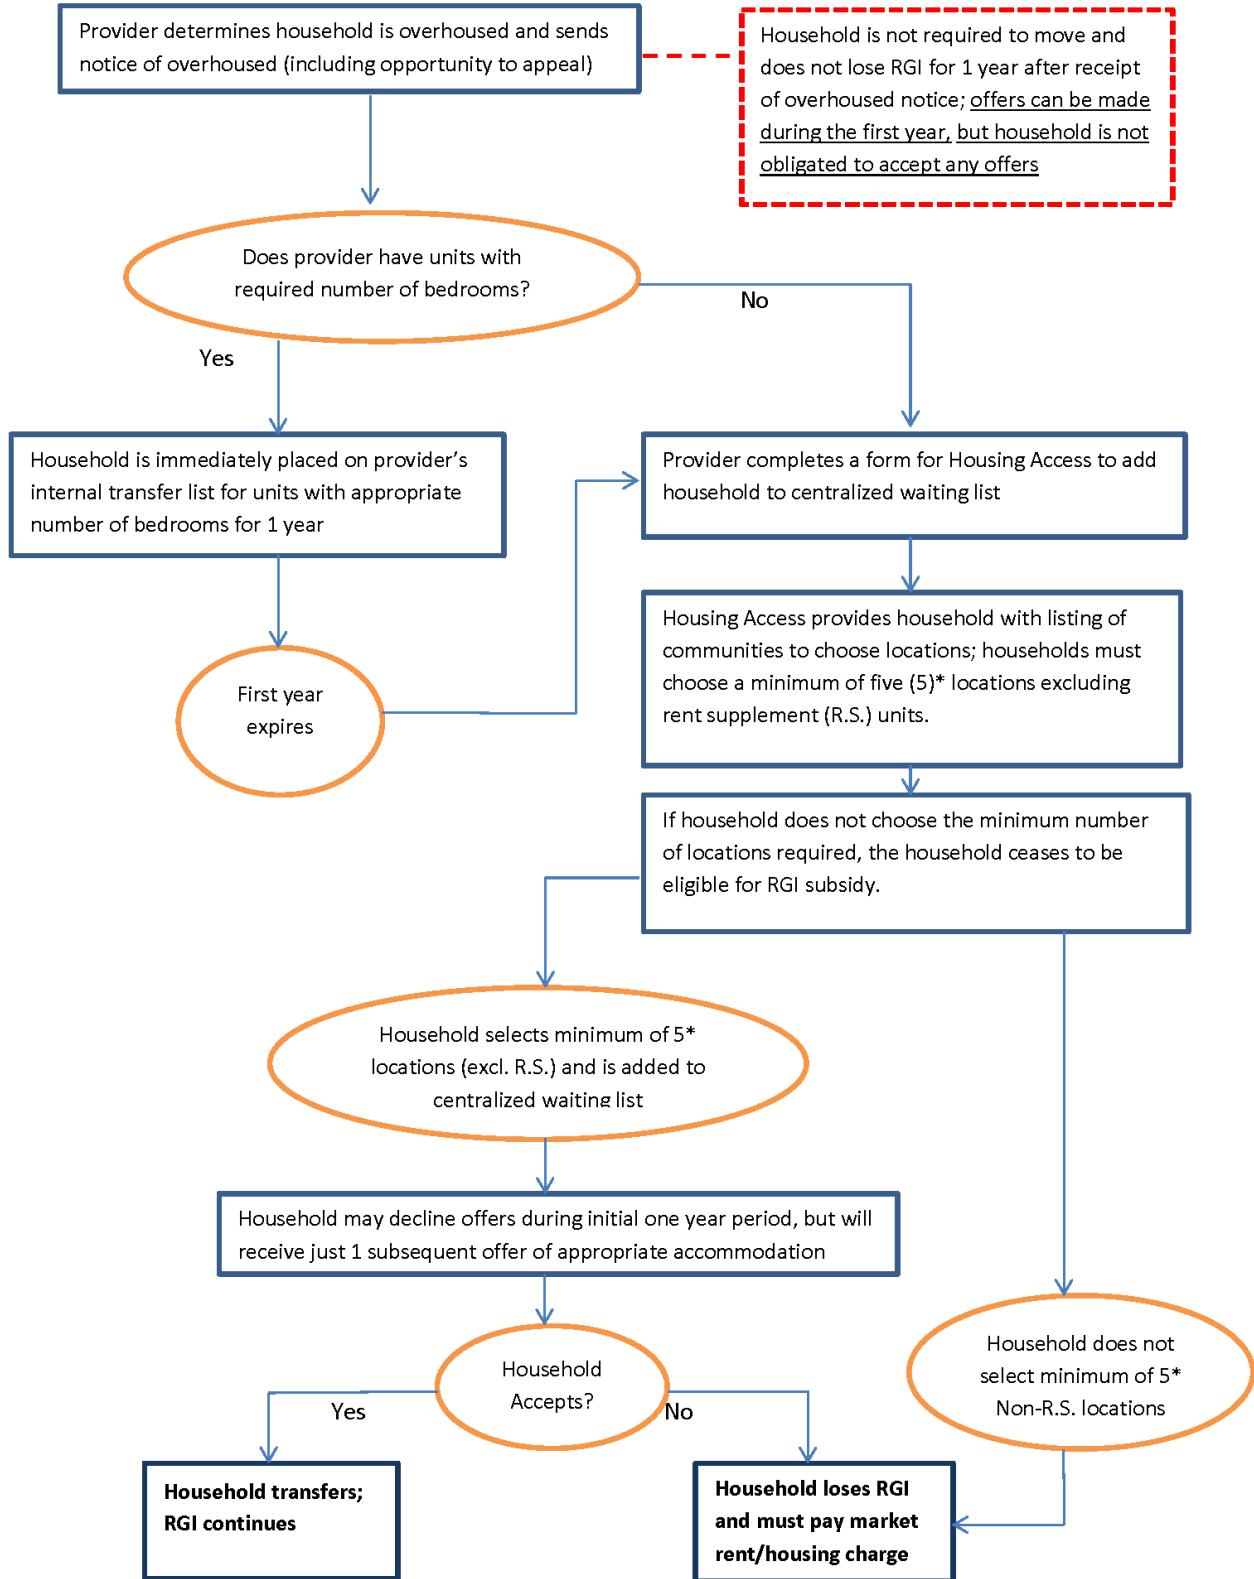 Provider determines household is overhoused and sends
notice of overhoused (including opportunity to appeal)
Household is not required to move and
does not lose RGI for 1 year after receipt
of overhoused notice; offers can be made
during the first year, but household is not
obligated to accept any offers
Does provider have units with
required number of bedrooms?
No
Yes
Household is immediately placed on provider's
internal transfer list for units with appropriate
number of bedrooms for 1 year
Provider completes a form for Housing Access to add
household to centralized waiting list
Housing Access provides household with listing of
communities to choose locations; households must
choose a minimum of five (5)* locations excluding
rent supplement (R.S.) units.
First year
expires
If household does not choose the minimum number
of locations required, the household ceases to be
eligible for RGI subsidy.
Household selects minimum of 5*
locations (excl. R.S.) and is added to
centralized waiting list
Household may decline offers during initial one year period, but will
receive just 1 subsequent offer of appropriate accommodation
Household does not
select minimum of 5*
Non-R.S. locations
Household
Accepts?
Yes
No
Household transfers;
RGI continues
Household loses RGI
and must pay market
rent/housing charge